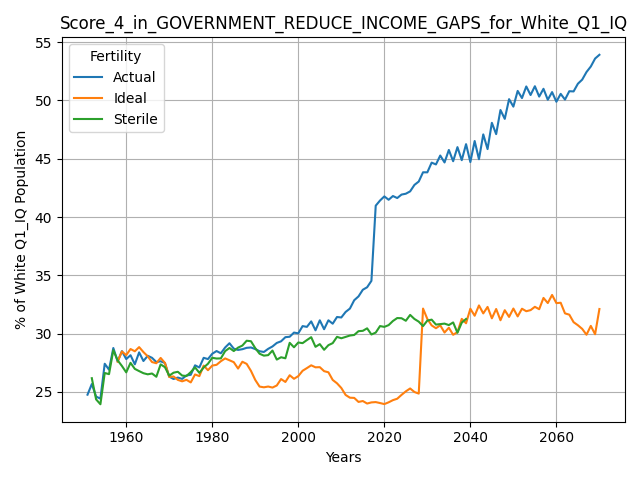 Score_4_in_GOVERNMENT_REDUCE_INCOME_GAPS_for_White_Q1_IQ
Fertility
Actual
Ideal
Sterile
% of White Q1_IQ Population
55
50
45
40
35
30
25
1960
1980
2000
2020
2040
2060
Years